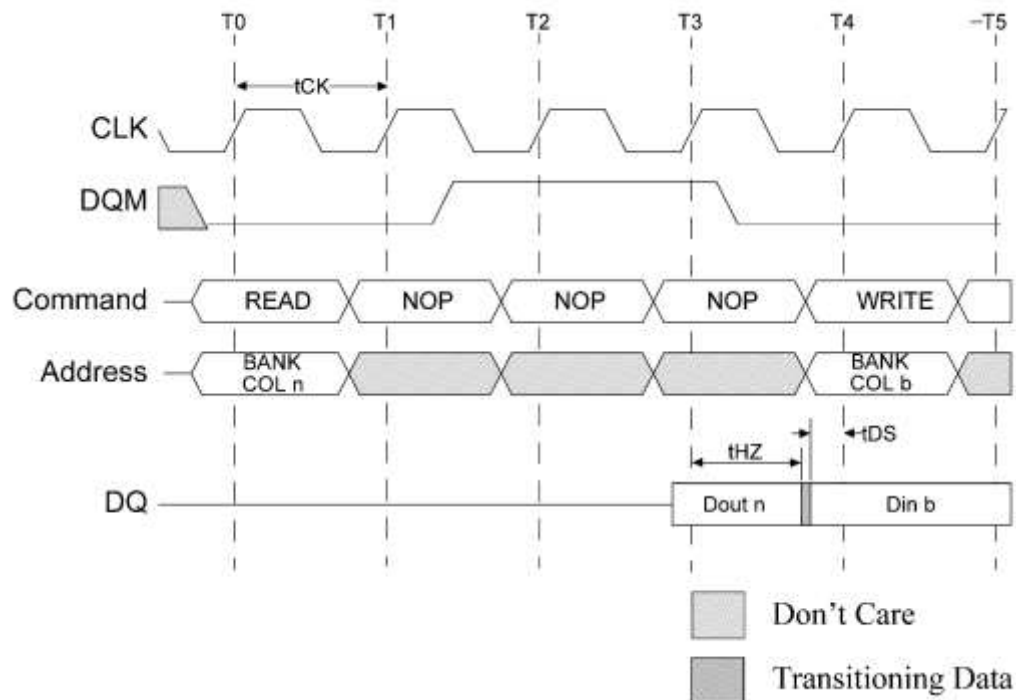 T0 T1 T2 T3 T4 –T5
tCK
CLK
DQM
Command READ NOP NOP NOP WRITE
Address BANK COL n BANK COL b
tDS
tHZ
DQ Dout n Din b
Don't Care
Transitioning Data